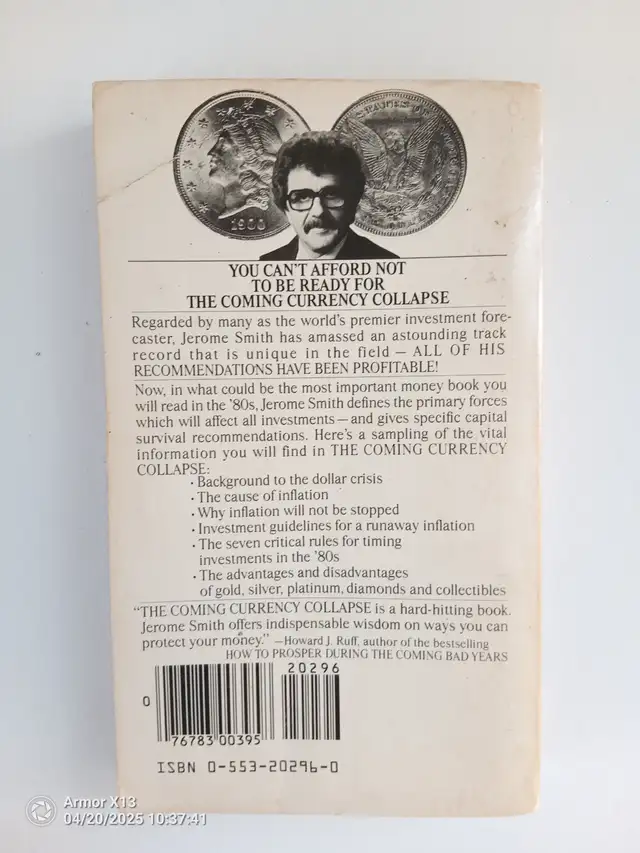 1900
STATES OF
YOU CAN'T AFFORD NOT
TO BE READY FOR
THE COMING CURRENCY COLLAPSE
Regarded by many as the world's premier investment fore-
caster, Jerome Smith has amassed an astounding track
record that is unique in the field — ALL OF HIS
RECOMMENDATIONS HAVE BEEN PROFITABLE!
Now, in what could be the most important money book you
will read in the '80s, Jerome Smith defines the primary forces
which will affect all investments — and gives specific capital
survival recommendations. Here's a sampling of the vital
information you will find in THE COMING CURRENCY
COLLAPSE:
· Background to the dollar crisis
· The cause of inflation
· Why inflation will not be stopped
· Investment guidelines for a runaway inflation
· The seven critical rules for timing
investments in the '80s
· The advantages and disadvantages
of gold, silver, platinum, diamonds and collectibles
"THE COMING CURRENCY COLLAPSE is a hard-hitting book.
Jerome Smith offers indispensable wisdom on ways you can
protect your money." —Howard J. Ruff, author of the bestselling
HOW TO PROSPER DURING THE COMING BAD YEARS
20296
0
76783 00395
ISBN 0-553-20296-0
Armor X13
04/20/2025 10:37:41